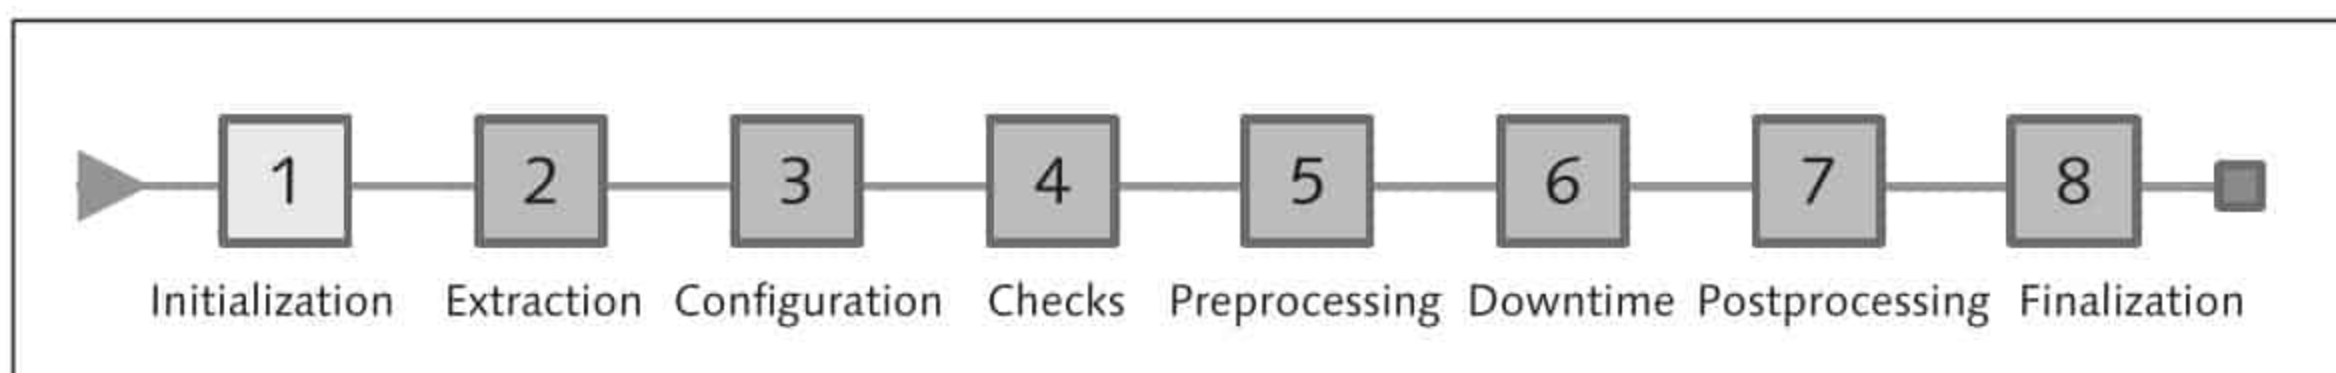 1 2 3 4 5 6 7 8
Initialization Extraction Configuration Checks Preprocessing Downtime Postprocessing Finalization